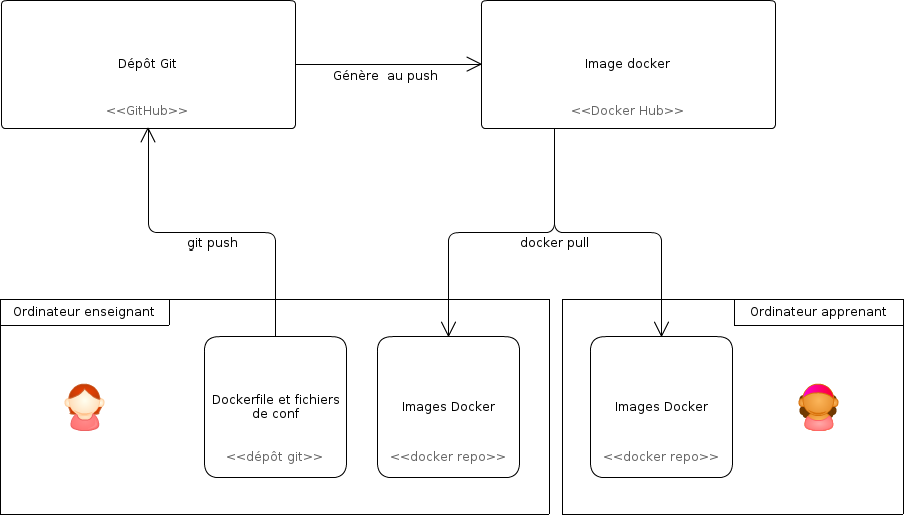 Dépôt Git
<<GitHub>>
Génère  au push
Image docker
<<Docker Hub>>
git push
docker pull
Ordinateur enseignant
Ordinateur apprenant
Dockerfile et fichiers
de conf
<<dépôt git>>
Images Docker
<<docker repo>>
Images Docker
<<docker repo>>